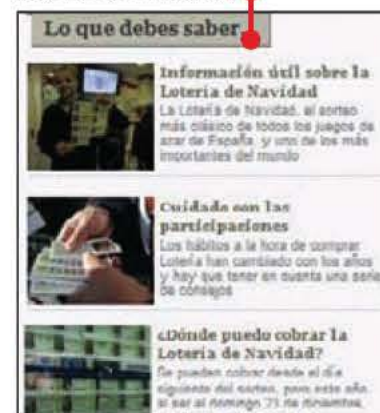 Lo que debes saber
Información útil sobre la
Lotería de Navidad
La Lotería de Navidad, el sorteo
más clásico de todos los juegos de
azar de España, y uno de los más
importantes del mundo
Cuidado con las
participaciones
Los hábitos a la hora de comprar
Lotería han cambiado con los años
y hay que tener en cuenta una serie
de consejos
¿Dónde puedo cobrar la
Lotería de Navidad?
Se pueden cobrar desde el día
siguiente del sorteo, pero este año,
al ser el domingo